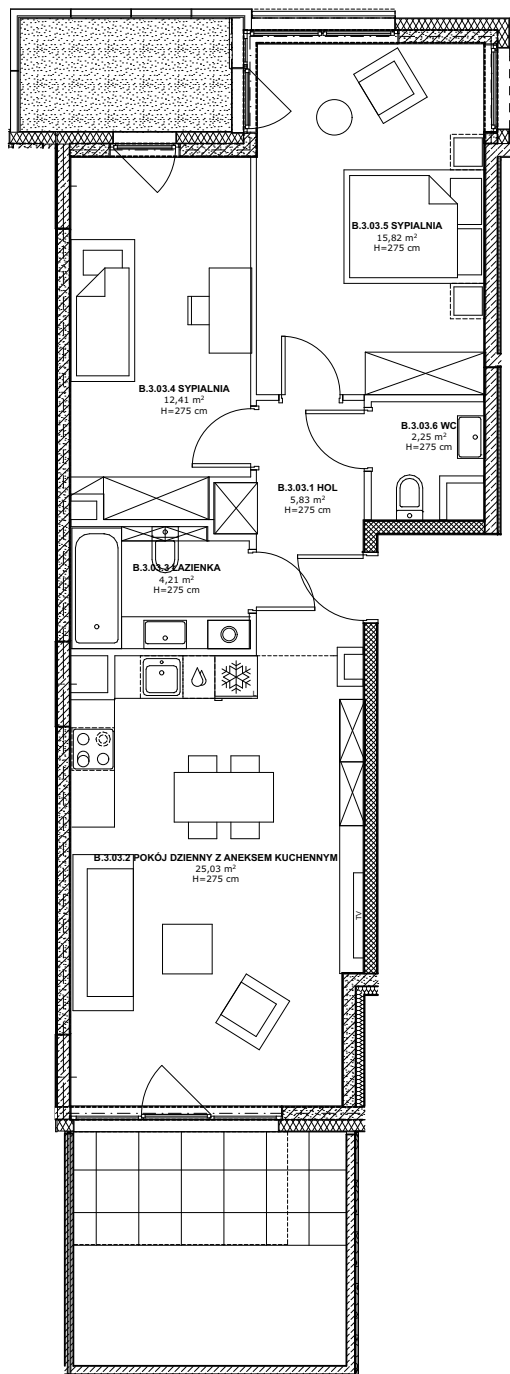 B.3.03.5 SYPIALNIA
15,82 m²
H=275 cm
B.3.03.4 SYPIALNIA
12,41 m²
H=275 cm
B.3.03.6 WC
2,25 m²
H=275 cm
B.3.03.1 HOL
5,83 m²
H=275 cm
B.3.03.3 ŁAZIENKA
4,21 m²
H=275 cm
B.3.03.2 POKÓJ DZIENNY Z ANEKSEM KUCHENNYM
25,03 m²
H=275 cm
TV